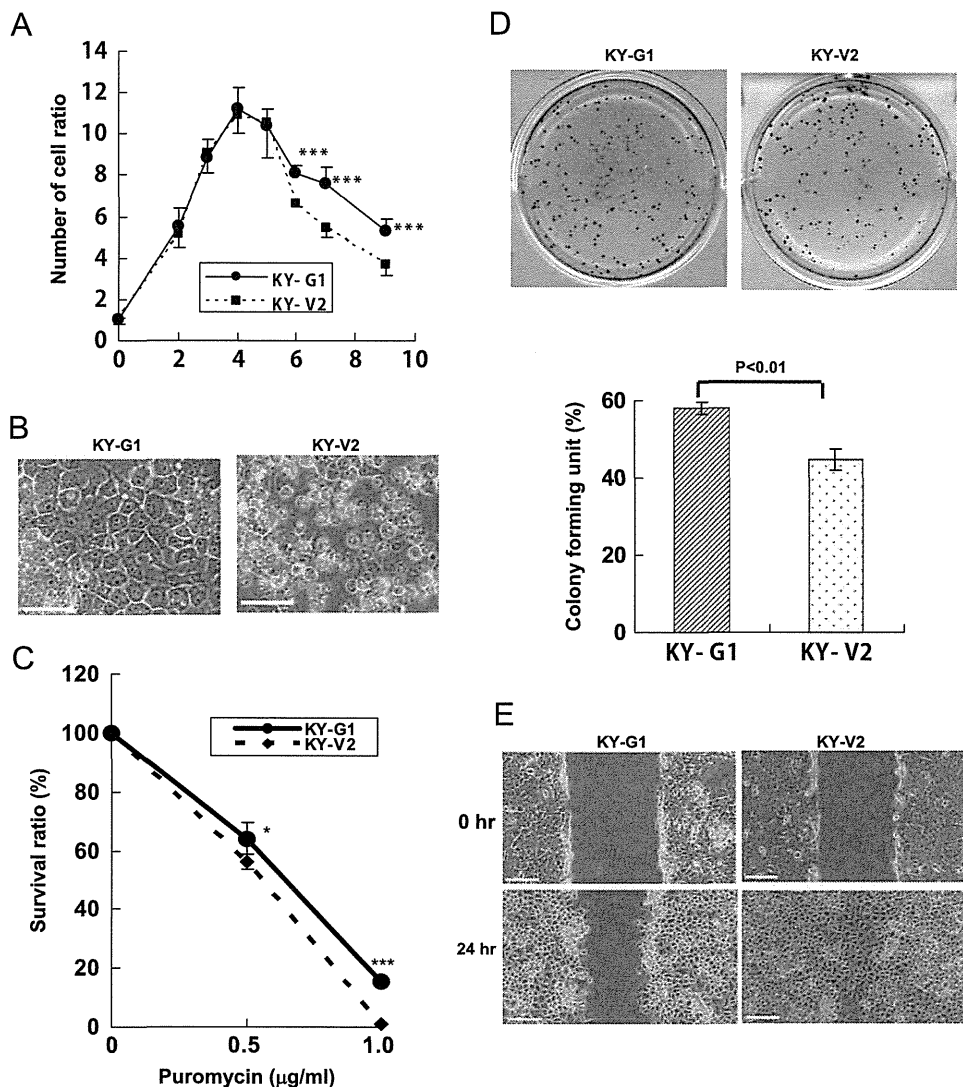 A
14
12
10
8
6
4
2
0
Number of cell ratio
***
***
***
KY- G1
KY- V2
0 2 4 6 8 10
B
KY-G1 KY-V2
C
120
100
80
60
40
20
0
Survival ratio (%)
KY-G1
KY-V2
*
***
0 0.5 1.0
Puromycin (μg/ml)
D
KY-G1 KY-V2
P<0.01
60
40
20
0
Colony forming unit (%)
KY- G1 KY- V2
E
KY-G1 KY-V2
0 hr
24 hr